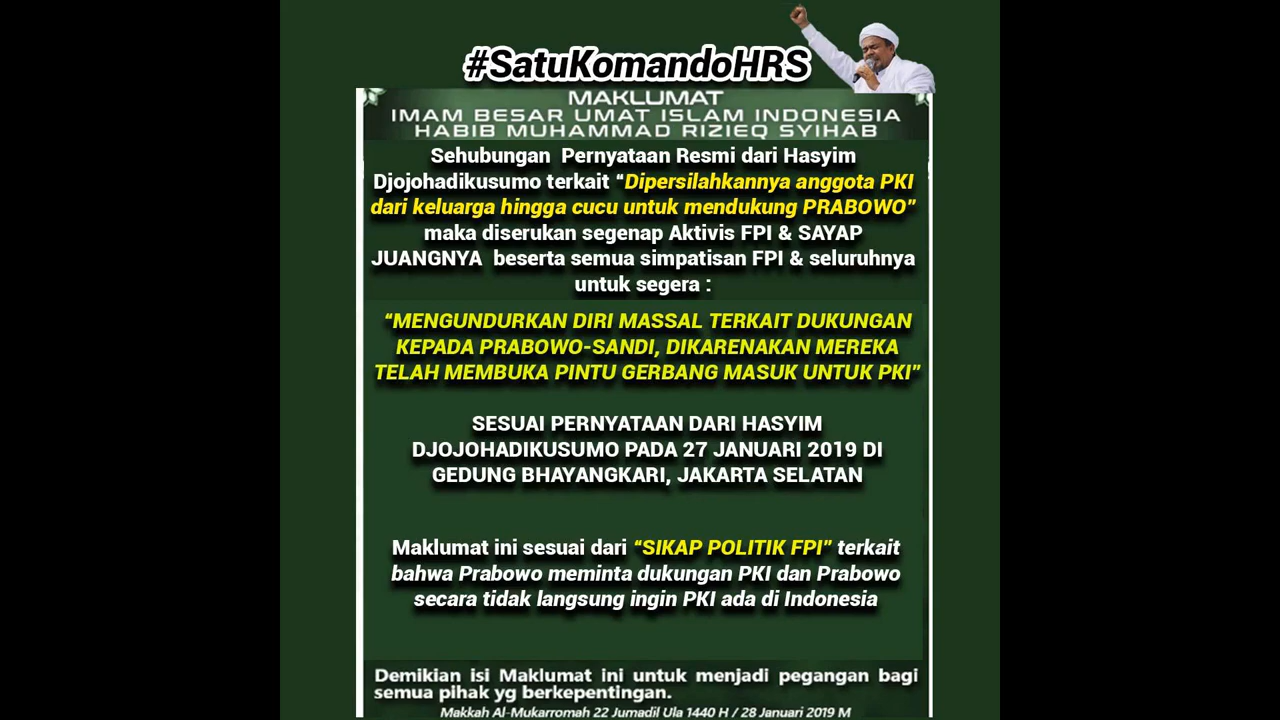 #SatuKomandoHRS
MAKLUMAT
IMAM BESAR UMAT ISLAM INDONESIA
HABIB MUHAMMAD RIZIEQ SYIHAB
Sehubungan Pernyataan Resmi dari Hasyim
Djojohadikusumo terkait “Dipersilahkannya anggota PKI
dari keluarga hingga cucu untuk mendukung PRABOWO”
maka diserukan segenap Aktivis FPI & SAYAP
JUANGNYA beserta semua simpatisan FPI & seluruhnya
untuk segera :
“MENGUNDURKAN DIRI MASSAL TERKAIT DUKUNGAN
KEPADA PRABOWO-SANDI, DIKARENAKAN MEREKA
TELAH MEMBUKA PINTU GERBANG MASUK UNTUK PKI”
SESUAI PERNYATAAN DARI HASYIM
DJOJOHADIKUSUMO PADA 27 JANUARI 2019 DI
GEDUNG BHAYANGKARI, JAKARTA SELATAN
Maklumat ini sesuai dari “SIKAP POLITIK FPI” terkait
bahwa Prabowo meminta dukungan PKI dan Prabowo
secara tidak langsung ingin PKI ada di Indonesia
Demikian isi Maklumat ini untuk menjadi pegangan bagi
semua pihak yg berkepentingan.
Makkah Al-Mukarromah 22 Jumadil Ula 1440 H / 28 Januari 2019 M